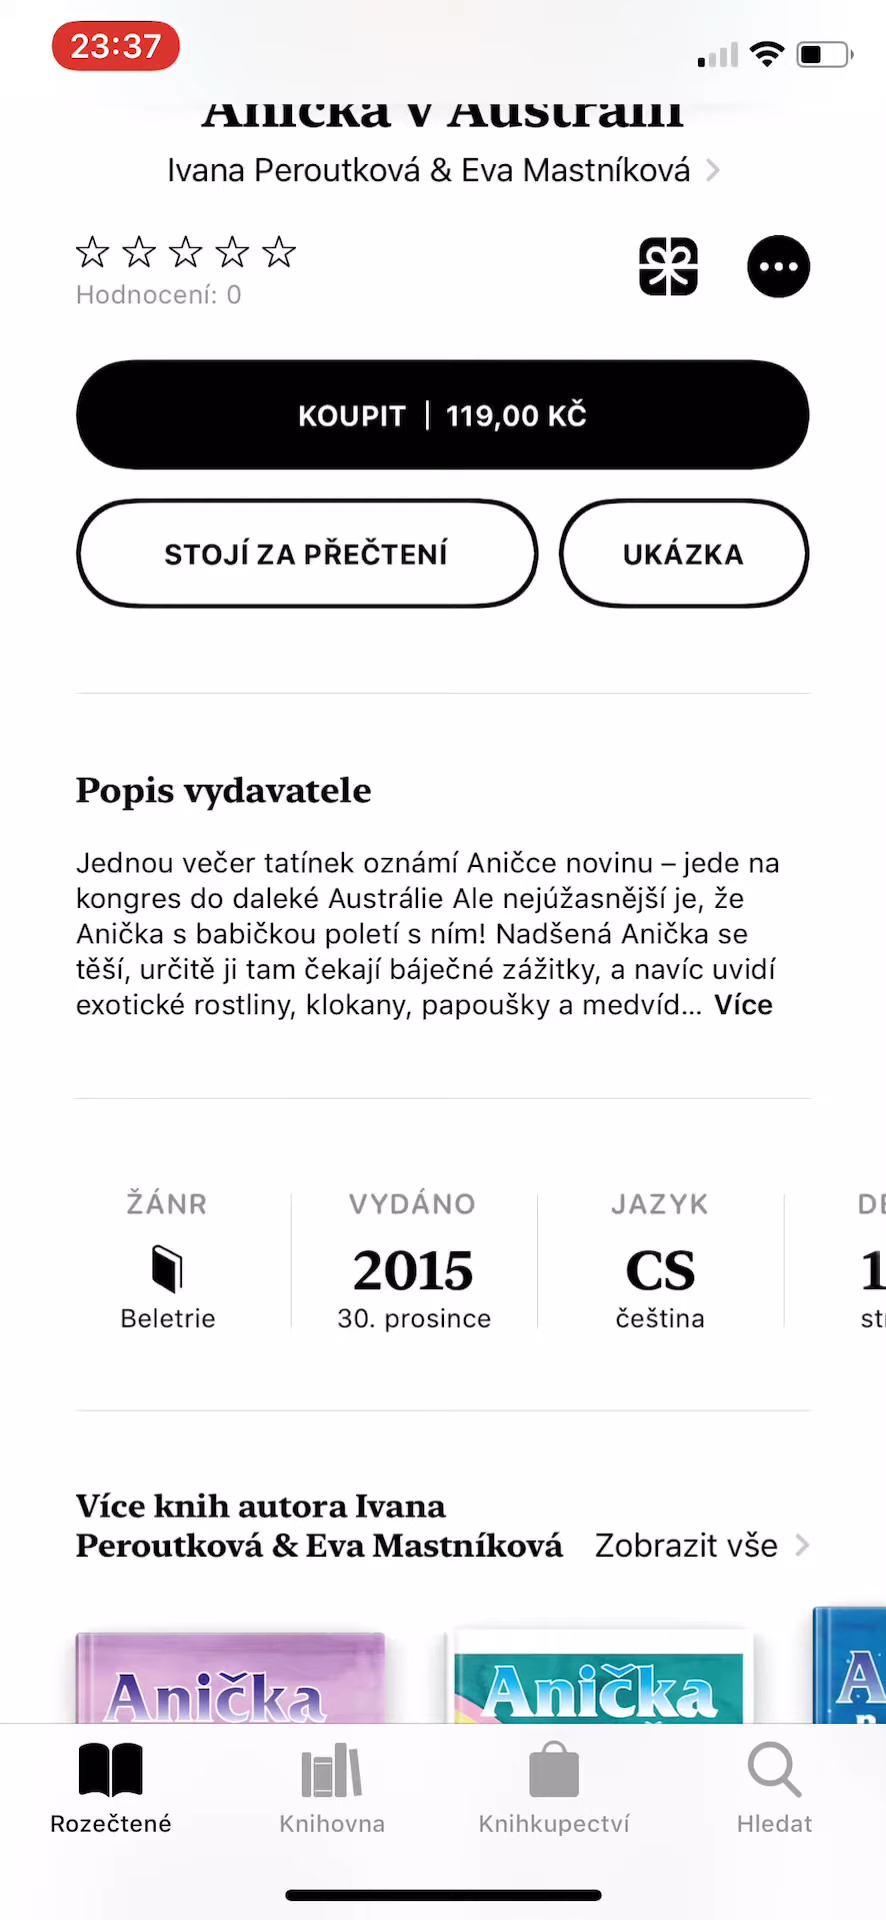 23:37
Anička v Austrálii
Ivana Peroutková & Eva Mastníková
Hodnocení: 0
KOUPIT | 119,00 KČ
STOJÍ ZA PŘEČTENÍ
UKÁZKA
Popis vydavatele
Jednou večer tatínek oznámí Aničce novinu – jede na
kongres do daleké Austrálie Ale nejúžasnější je, že
Anička s babičkou poletí s ním! Nadšená Anička se
těší, určitě ji tam čekají báječné zážitky, a navíc uvidí
exotické rostliny, klokany, papoušky a medvíd... Více
ŽÁNR
Beletrie
VYDÁNO
2015
30. prosince
JAZYK
CS
čeština
Více knih autora Ivana
Peroutková & Eva Mastníková
Zobrazit vše
Anička
Anička
Rozečtené
Knihovna
Knihkupectví
Hledat